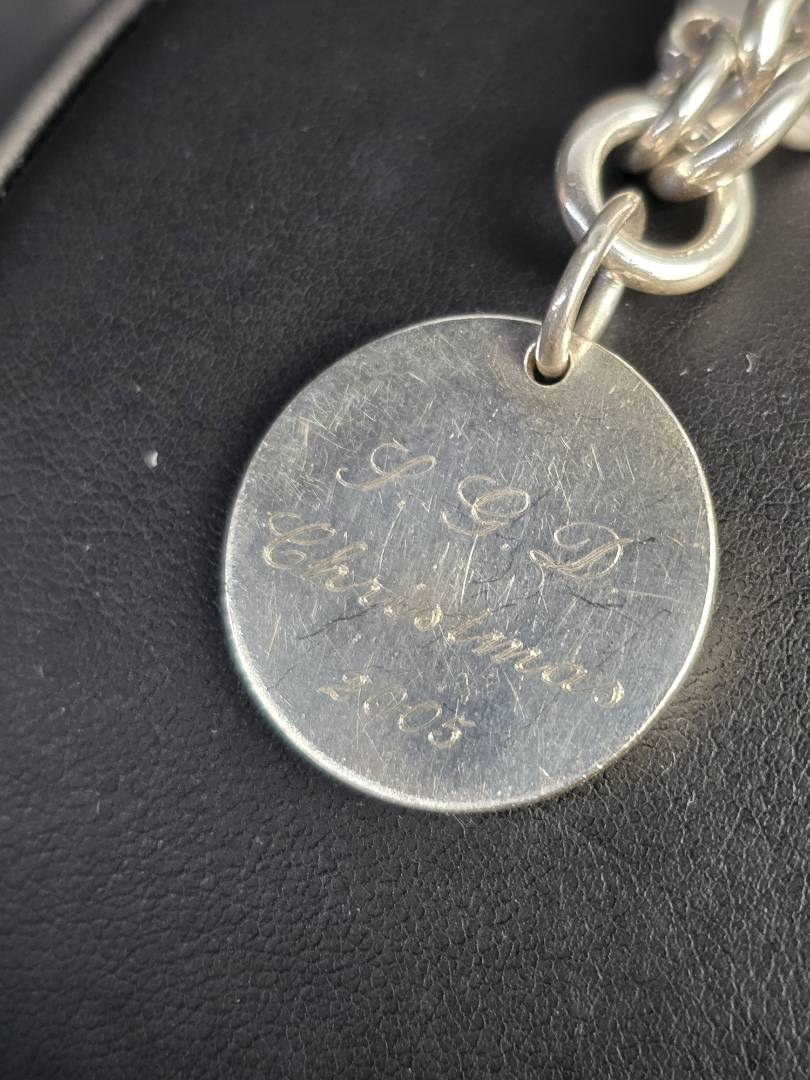 S. G. D
Christmas
2005